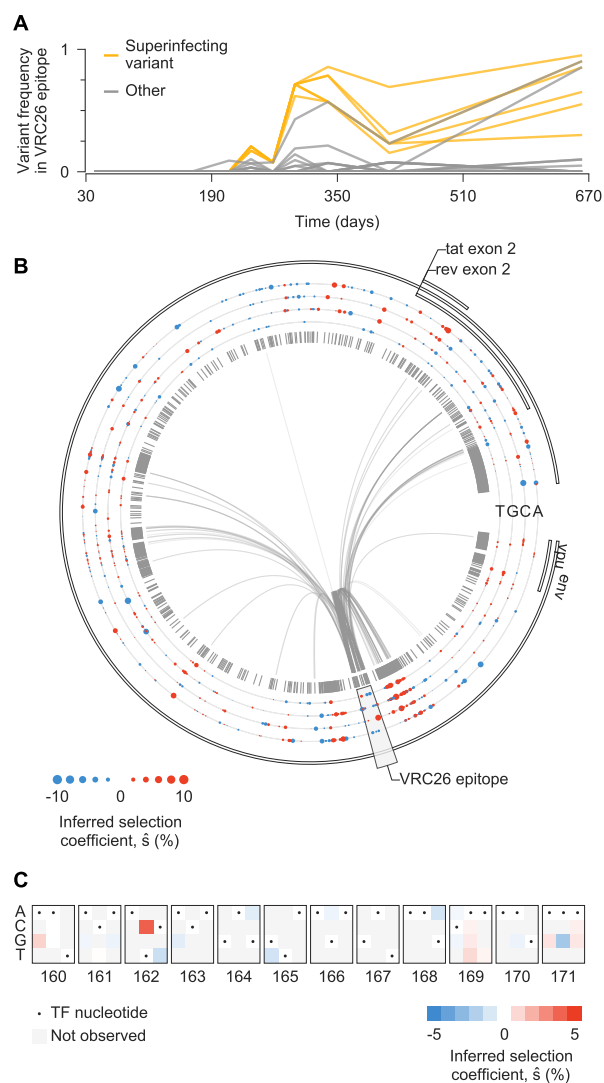 A
Variant frequency
in VRC26 epitope
1
0
Superinfecting
variant
Other
30
190
350
510
670
Time (days)
B
tat exon 2
rev exon 2
TGCA
vpu env
VRC26 epitope
-10
0
10
Inferred selection
coefficient, ŝ (%)
C
A
C
G
T
160
161
162
163
164
165
166
167
168
169
170
171
TF nucleotide
Not observed
-5
0
5
Inferred selection
coefficient, ŝ (%)